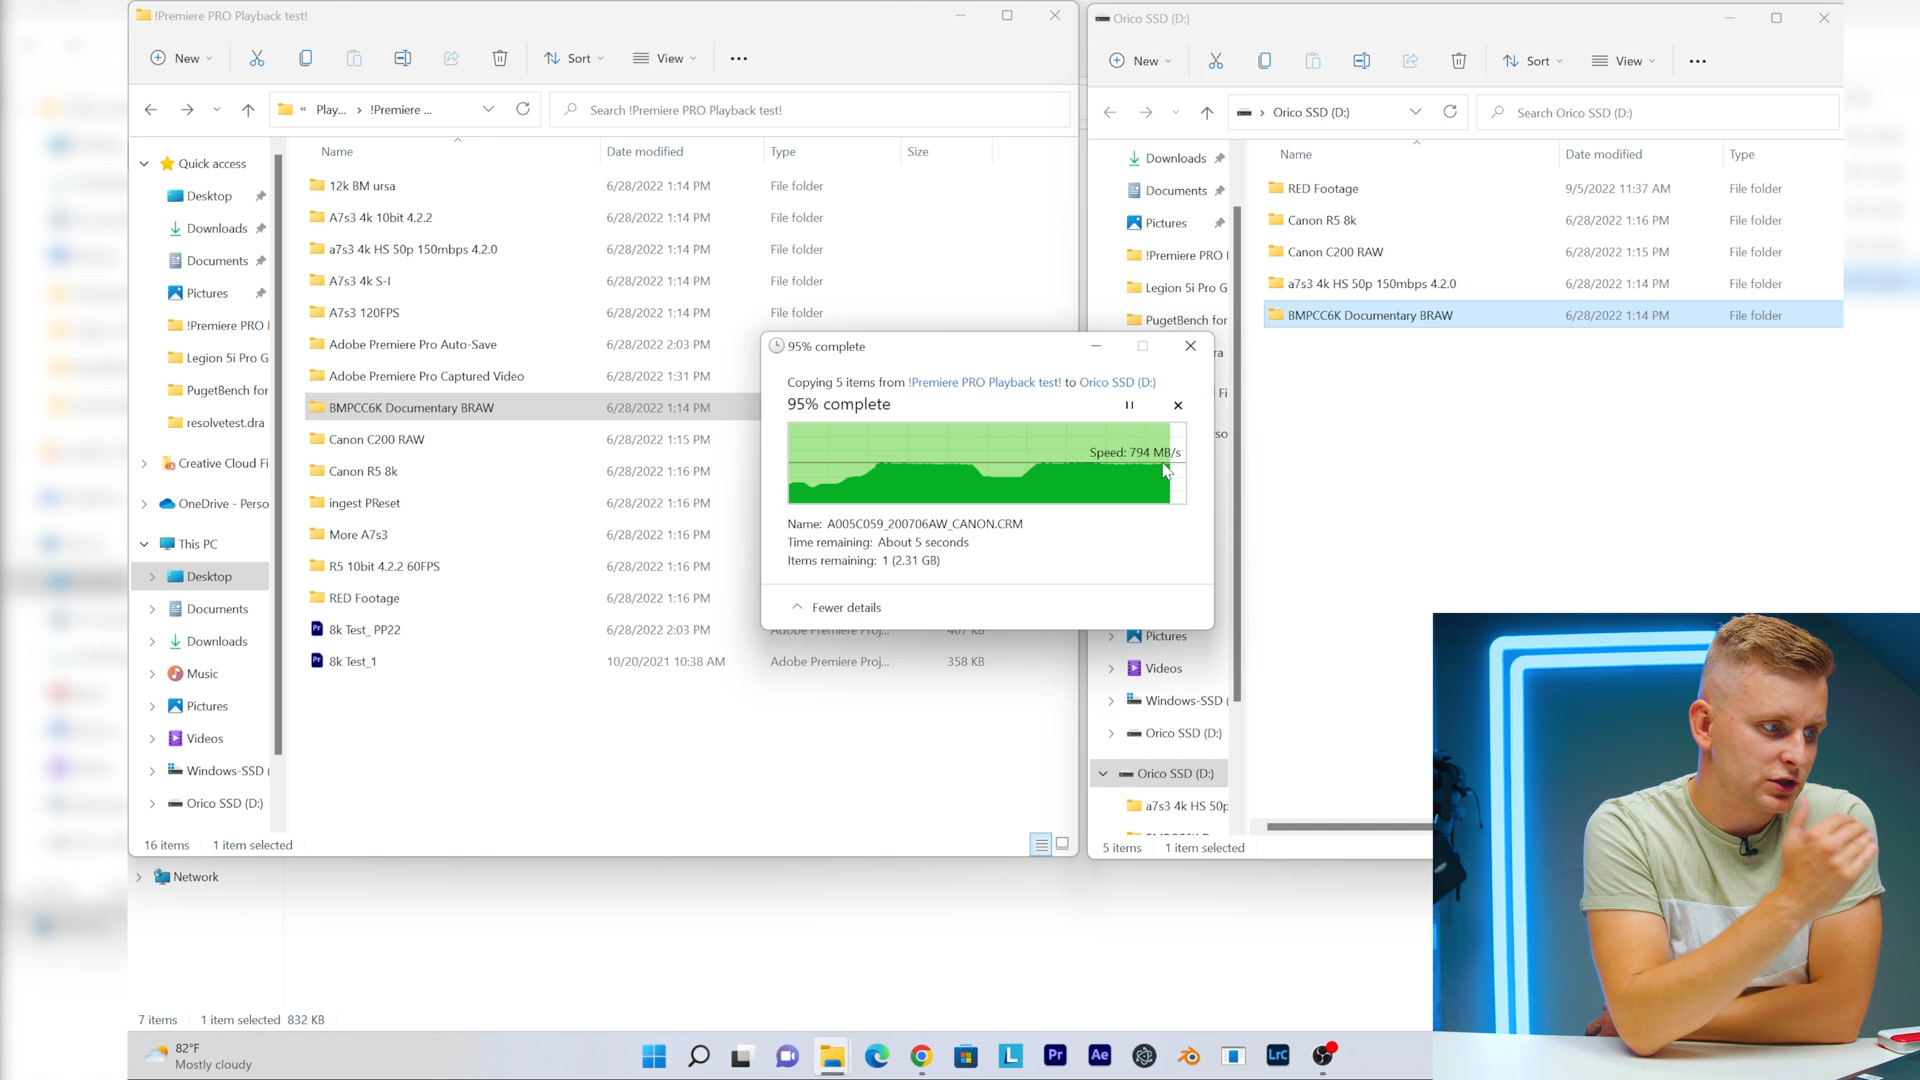 !Premiere PRO Playback test!
New
Sort
View
Play...
!Premiere ...
Search !Premiere PRO Playback test!
Name
Date modified
Type
Size
Quick access
Desktop
Downloads
Documents
Pictures
!Premiere PRO
Legion 5i Pro G
PugetBench for
resolvetest.dra
Creative Cloud Fi
OneDrive - Perso
This PC
Desktop
Documents
Downloads
Music
Pictures
Videos
Windows-SSD (
Orico SSD (D:)
Network
12k BM ursa 6/28/2022 1:14 PM File folder
A7s3 4k 10bit 4.2.2 6/28/2022 1:14 PM File folder
a7s3 4k HS 50p 150mbps 4.2.0 6/28/2022 1:14 PM File folder
A7s3 4k S-I 6/28/2022 1:14 PM File folder
A7s3 120FPS 6/28/2022 1:14 PM File folder
Adobe Premiere Pro Auto-Save 6/28/2022 2:03 PM
Adobe Premiere Pro Captured Video 6/28/2022 1:31 PM
BMPCC6K Documentary BRAW 6/28/2022 1:14 PM
Canon C200 RAW 6/28/2022 1:15 PM
Canon R5 8k 6/28/2022 1:16 PM
ingest PReset 6/28/2022 1:16 PM
More A7s3 6/28/2022 1:16 PM
R5 10bit 4.2.2 60FPS 6/28/2022 1:16 PM
RED Footage 6/28/2022 1:16 PM
8k Test_ PP22 6/28/2022 2:03 PM Adobe Premiere Proj... 407 KB
8k Test_1 10/20/2021 10:38 AM Adobe Premiere Proj... 358 KB
16 items 1 item selected
7 items 1 item selected 832 KB
95% complete
Copying 5 items from !Premiere PRO Playback test! to Orico SSD (D:)
95% complete
Speed: 794 MB/s
Name: A005C059_200706AW_CANON.CRM
Time remaining: About 5 seconds
Items remaining: 1 (2.31 GB)
Fewer details
Orico SSD (D:)
New
Sort
View
Orico SSD (D:)
Search Orico SSD (D:)
Name
Date modified
Type
Downloads
Documents
Pictures
!Premiere PRO
Legion 5i Pro G
PugetBench for
Pictures
Videos
Windows-SSD (
Orico SSD (D:)
Orico SSD (D:)
a7s3 4k HS 50p
RED Footage 9/5/2022 11:37 AM File folder
Canon R5 8k 6/28/2022 1:16 PM File folder
Canon C200 RAW 6/28/2022 1:15 PM File folder
a7s3 4k HS 50p 150mbps 4.2.0 6/28/2022 1:14 PM File folder
BMPCC6K Documentary BRAW 6/28/2022 1:14 PM File folder
5 items 1 item selected
82°F
Mostly cloudy
L
Pr
Ae
LrC